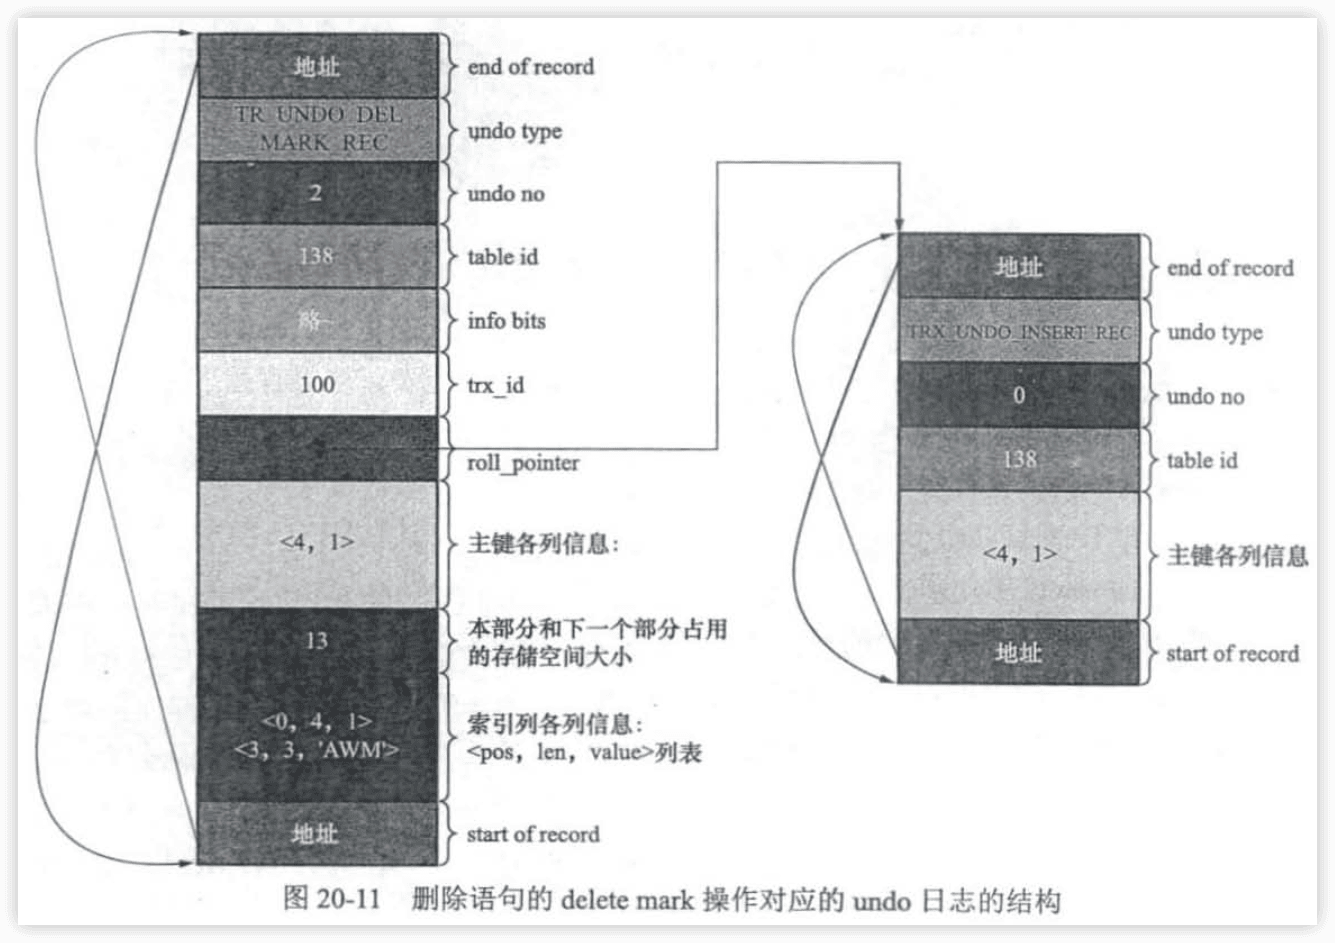 地址
end of record
TR UNDO DEL
MARK REC
undo type
2
undo no
138
table id
略
info bits
100
trx_id
roll_pointer
<4, 1>
主键各列信息:
13
本部分和下一个部分占用
的存储空间大小
<0, 4, 1>
<3, 3, 'AWM'>
索引列各列信息:
<pos, len, value>列表
地址
start of record
地址
end of record
TRX_UNDO_INSERT_REC
undo type
0
undo no
138
table id
<4, 1>
主键各列信息
地址
start of record
图 20-11 删除语句的 delete mark 操作对应的 undo 日志的结构